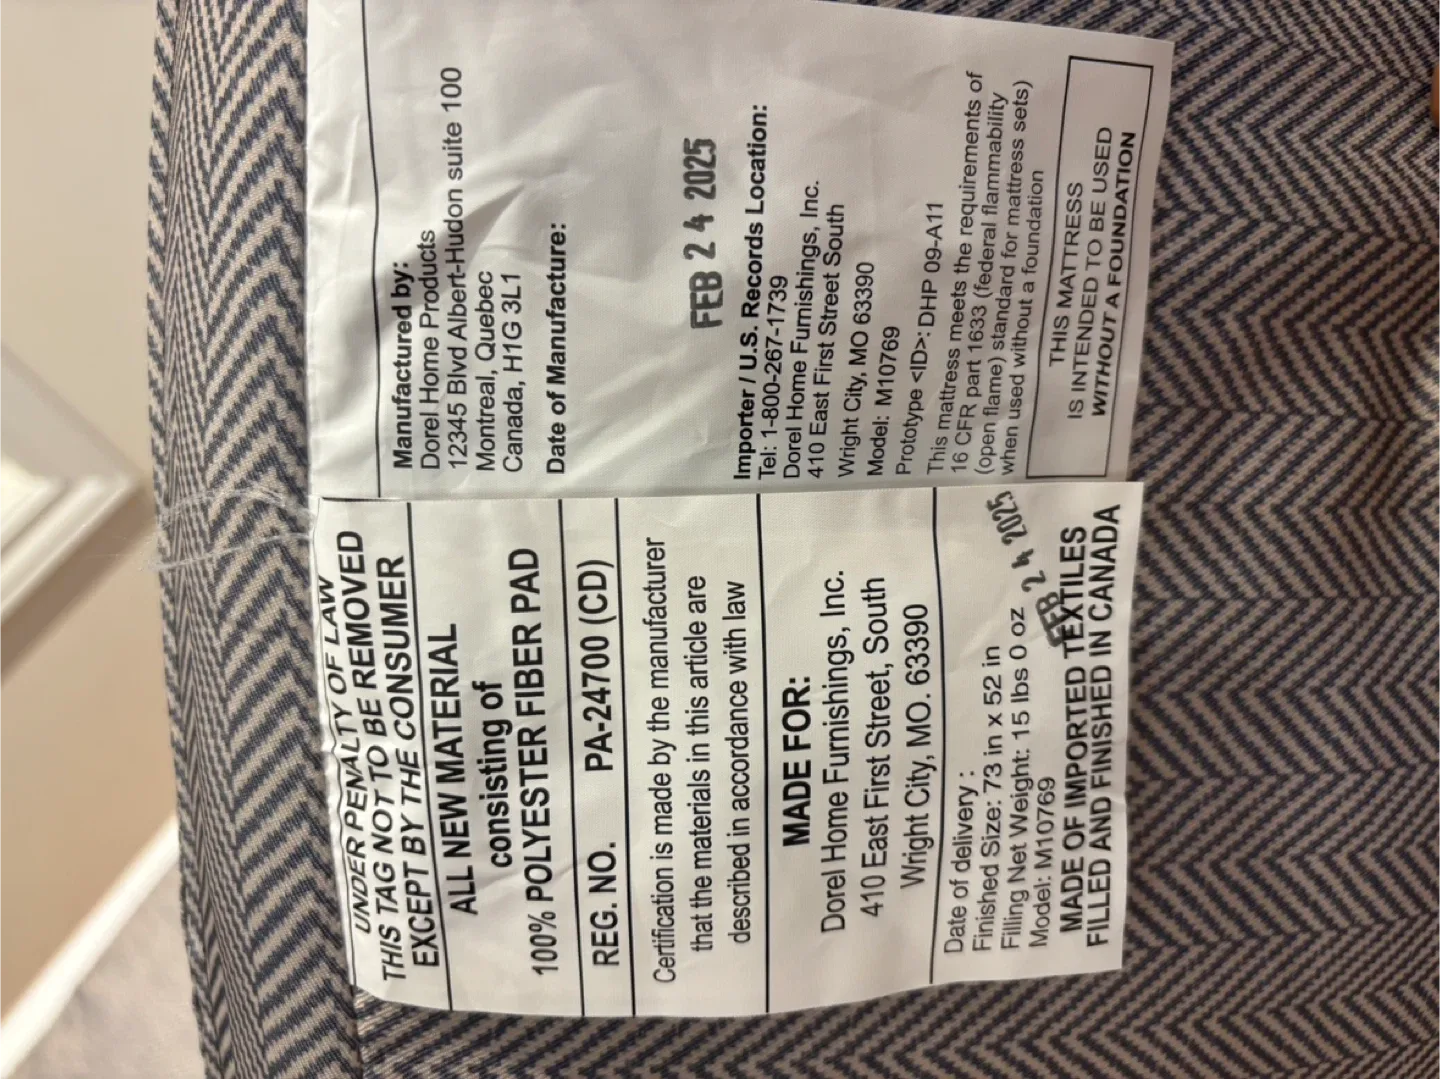 UNDER PENALTY OF LAW
THIS TAG NOT TO BE REMOVED
EXCEPT BY THE CONSUMER
ALL NEW MATERIAL
consisting of
100% POLYESTER FIBER PAD
REG. NO. PA-24700 (CD)
Certification is made by the manufacturer
that the materials in this article are
described in accordance with law
MADE FOR:
Dorel Home Furnishings, Inc.
410 East First Street, South
Wright City, MO. 63390
Date of delivery :
Finished Size: 73 in x 52 in
Filling Net Weight: 15 lbs 0 oz
Model: M10769
FEB 24 2025
MADE OF IMPORTED TEXTILES
FILLED AND FINISHED IN CANADA
Manufactured by:
Dorel Home Products
12345 Blvd Albert-Hudon suite 100
Montreal, Quebec
Canada, H1G 3L1
Date of Manufacture:
FEB 24 2025
Importer / U.S. Records Location:
Tel: 1-800-267-1739
Dorel Home Furnishings, Inc.
410 East First Street South
Wright City, MO 63390
Model: M10769
Prototype <ID>: DHP 09-A11
This mattress meets the requirements of
16 CFR part 1633 (federal flammability
(open flame) standard for mattress sets)
when used without a foundation
THIS MATTRESS
IS INTENDED TO BE USED
WITHOUT A FOUNDATION